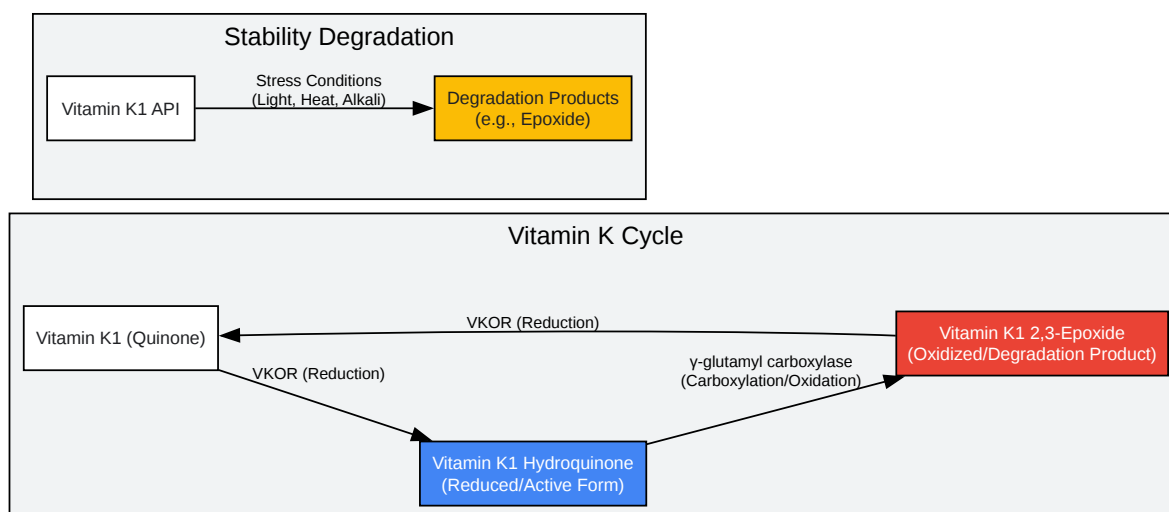 Stability Degradation
Vitamin K1 API
Stress Conditions
(Light, Heat, Alkali)
Degradation Products
(e.g., Epoxide)
Vitamin K Cycle
Vitamin K1 (Quinone)
VKOR (Reduction)
Vitamin K1 2,3-Epoxide
(Oxidized/Degradation Product)
VKOR (Reduction)
γ-glutamyl carboxylase
(Carboxylation/Oxidation)
Vitamin K1 Hydroquinone
(Reduced/Active Form)